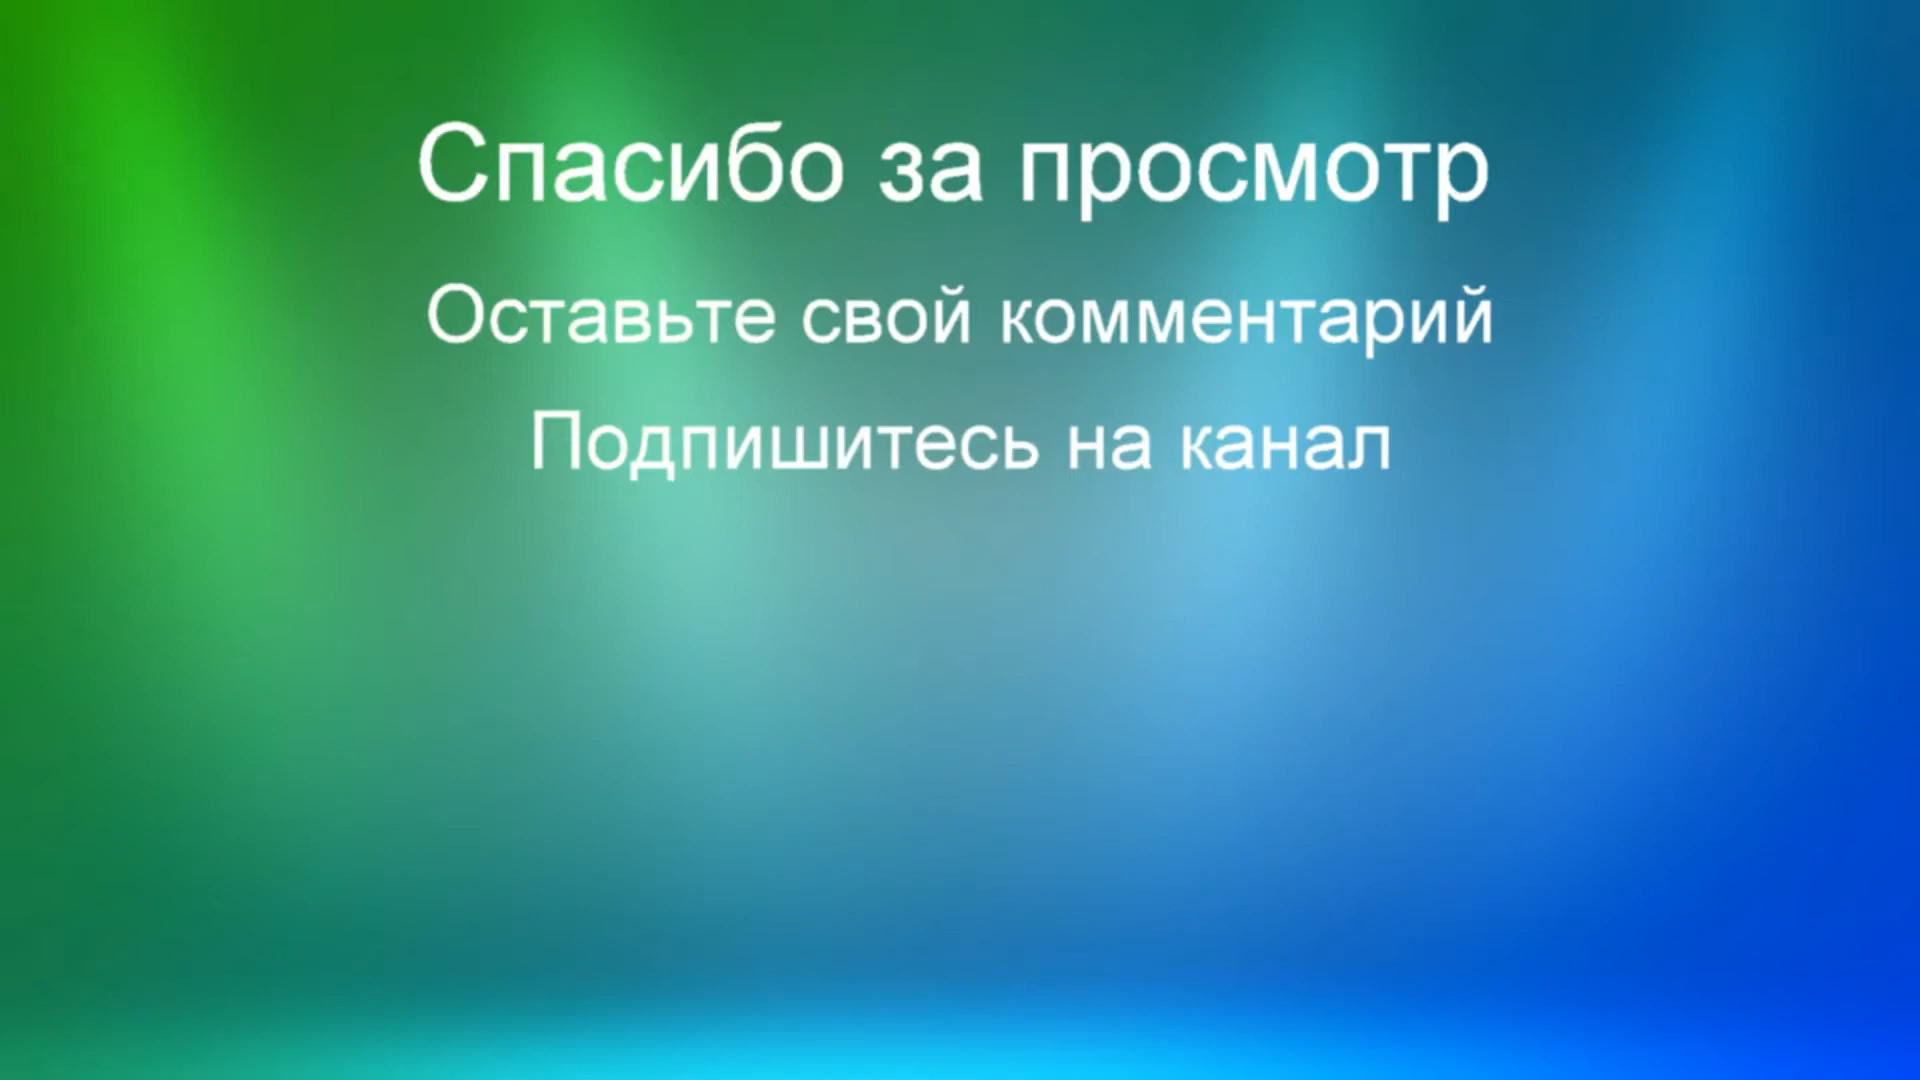 Спасибо за просмотр
Оставьте свой комментарий
Подпишитесь на канал